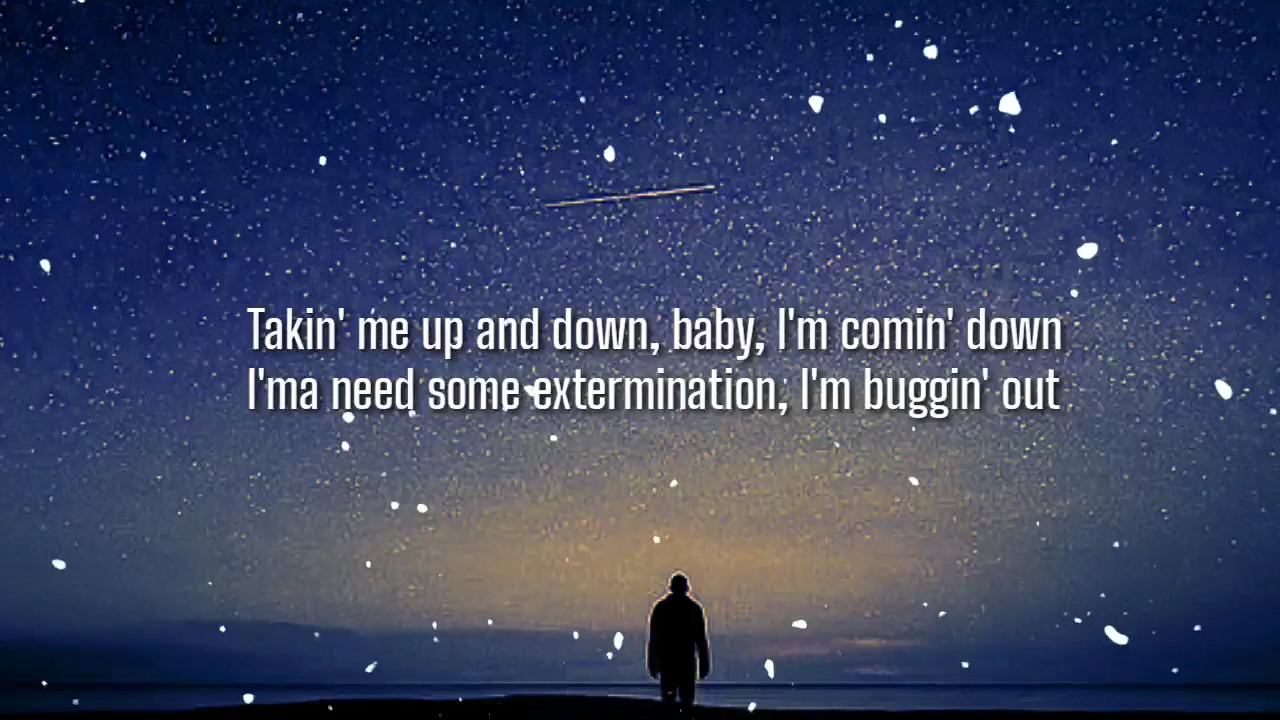 Takin' me up and down, baby, I'm comin' down
I'ma need some extermination, I'm buggin' out